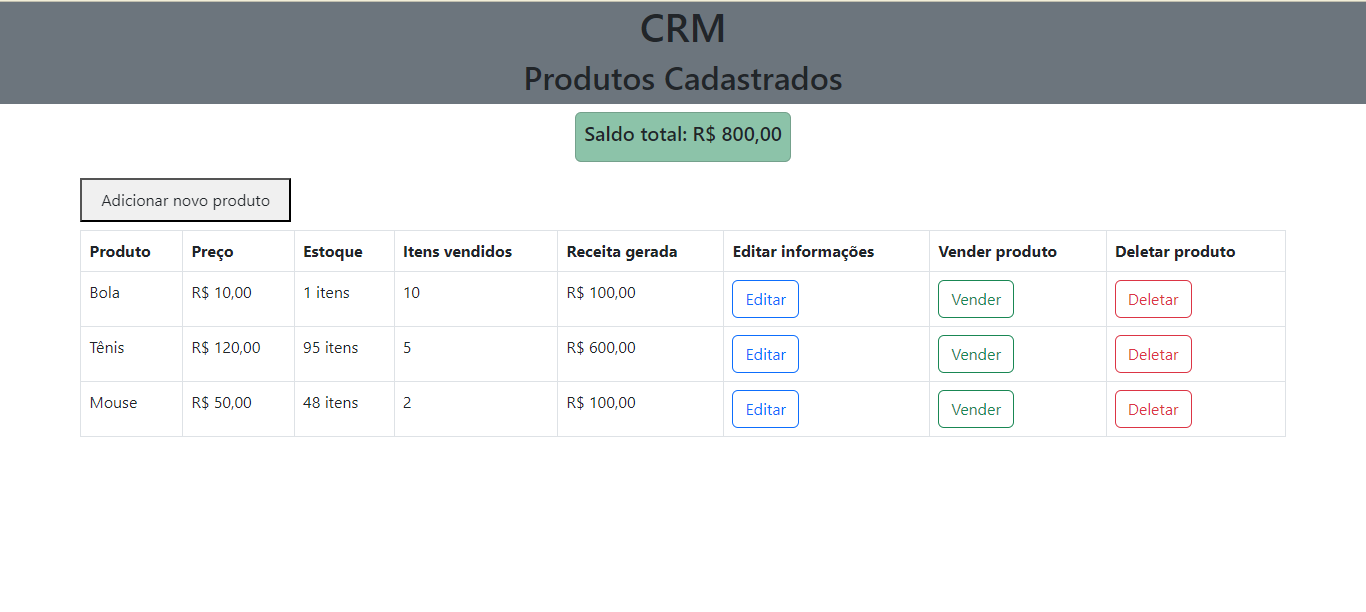 CRM
Produtos Cadastrados
Saldo total: R$ 800,00
Adicionar novo produto
Produto Preço Estoque Itens vendidos Receita gerada Editar informações Vender produto Deletar produto
Bola R$ 10,00 1 itens 10 R$ 100,00 Editar Vender Deletar
Tênis R$ 120,00 95 itens 5 R$ 600,00 Editar Vender Deletar
Mouse R$ 50,00 48 itens 2 R$ 100,00 Editar Vender Deletar